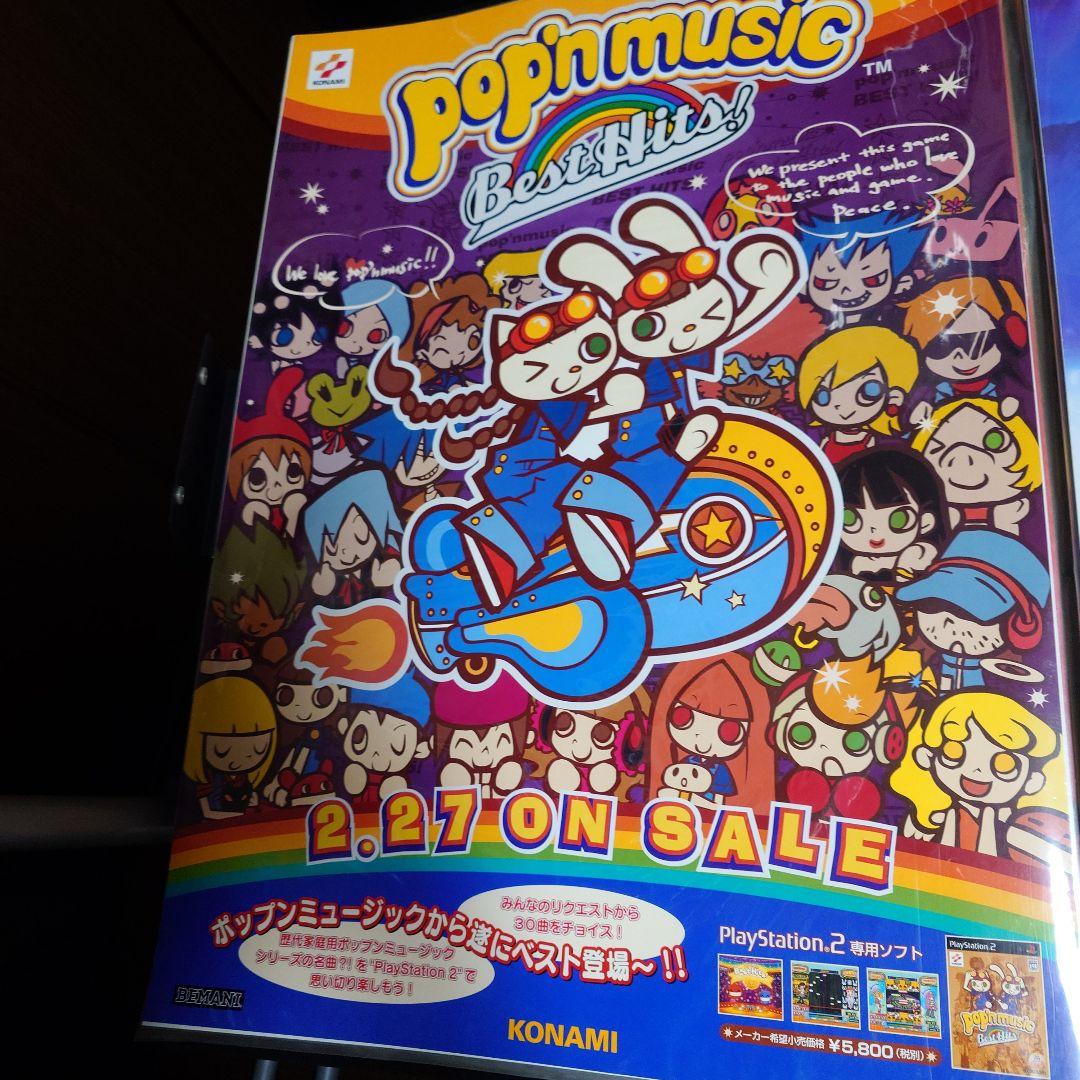 KONAMI
pop'n music
TM
Best Hits!
We present this game
to the people who love
music and game.
Peace.
We love pop'nmusic!!
BEST HITS
pop'nmusic
2.27 ON SALE
ポップンミュージックから遂にベスト登場～!!
みんなのリクエストから
30曲をチョイス!
歴代家庭用ポップンミュージック
シリーズの名曲?!を"PlayStation 2"で
思い切り楽しもう!
PlayStation®2 専用ソフト
PlayStation 2
pop'n music
Best Hits!
メーカー希望小売価格 ¥5,800(税別)
BEMANI
KONAMI